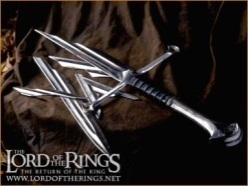 THE
LORD OF THE RINGS
THE RETURN OF THE KING
WWW.LORDOFTHERINGS.NET